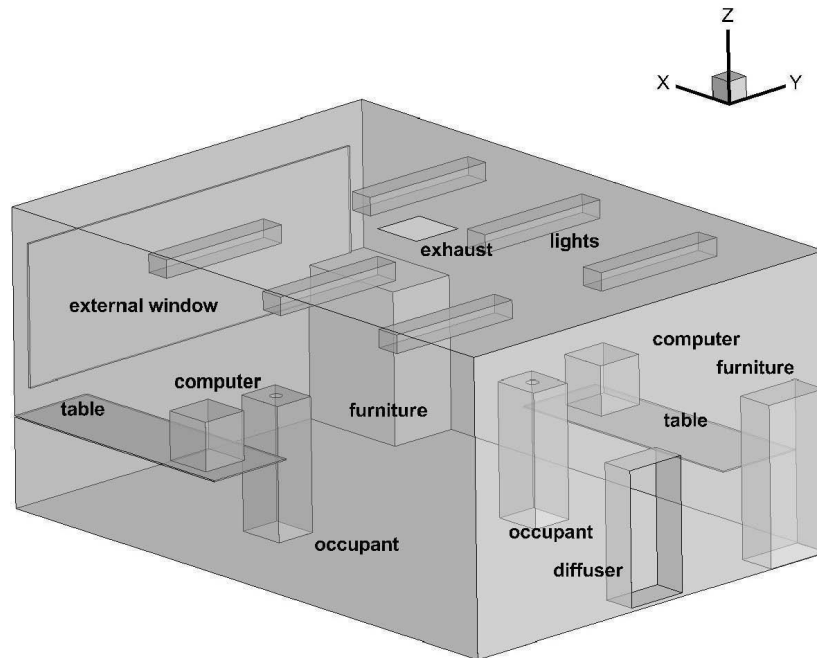 Z
X
Y
exhaust
lights
external window
computer
computer
furniture
table
furniture
table
occupant
occupant
diffuser